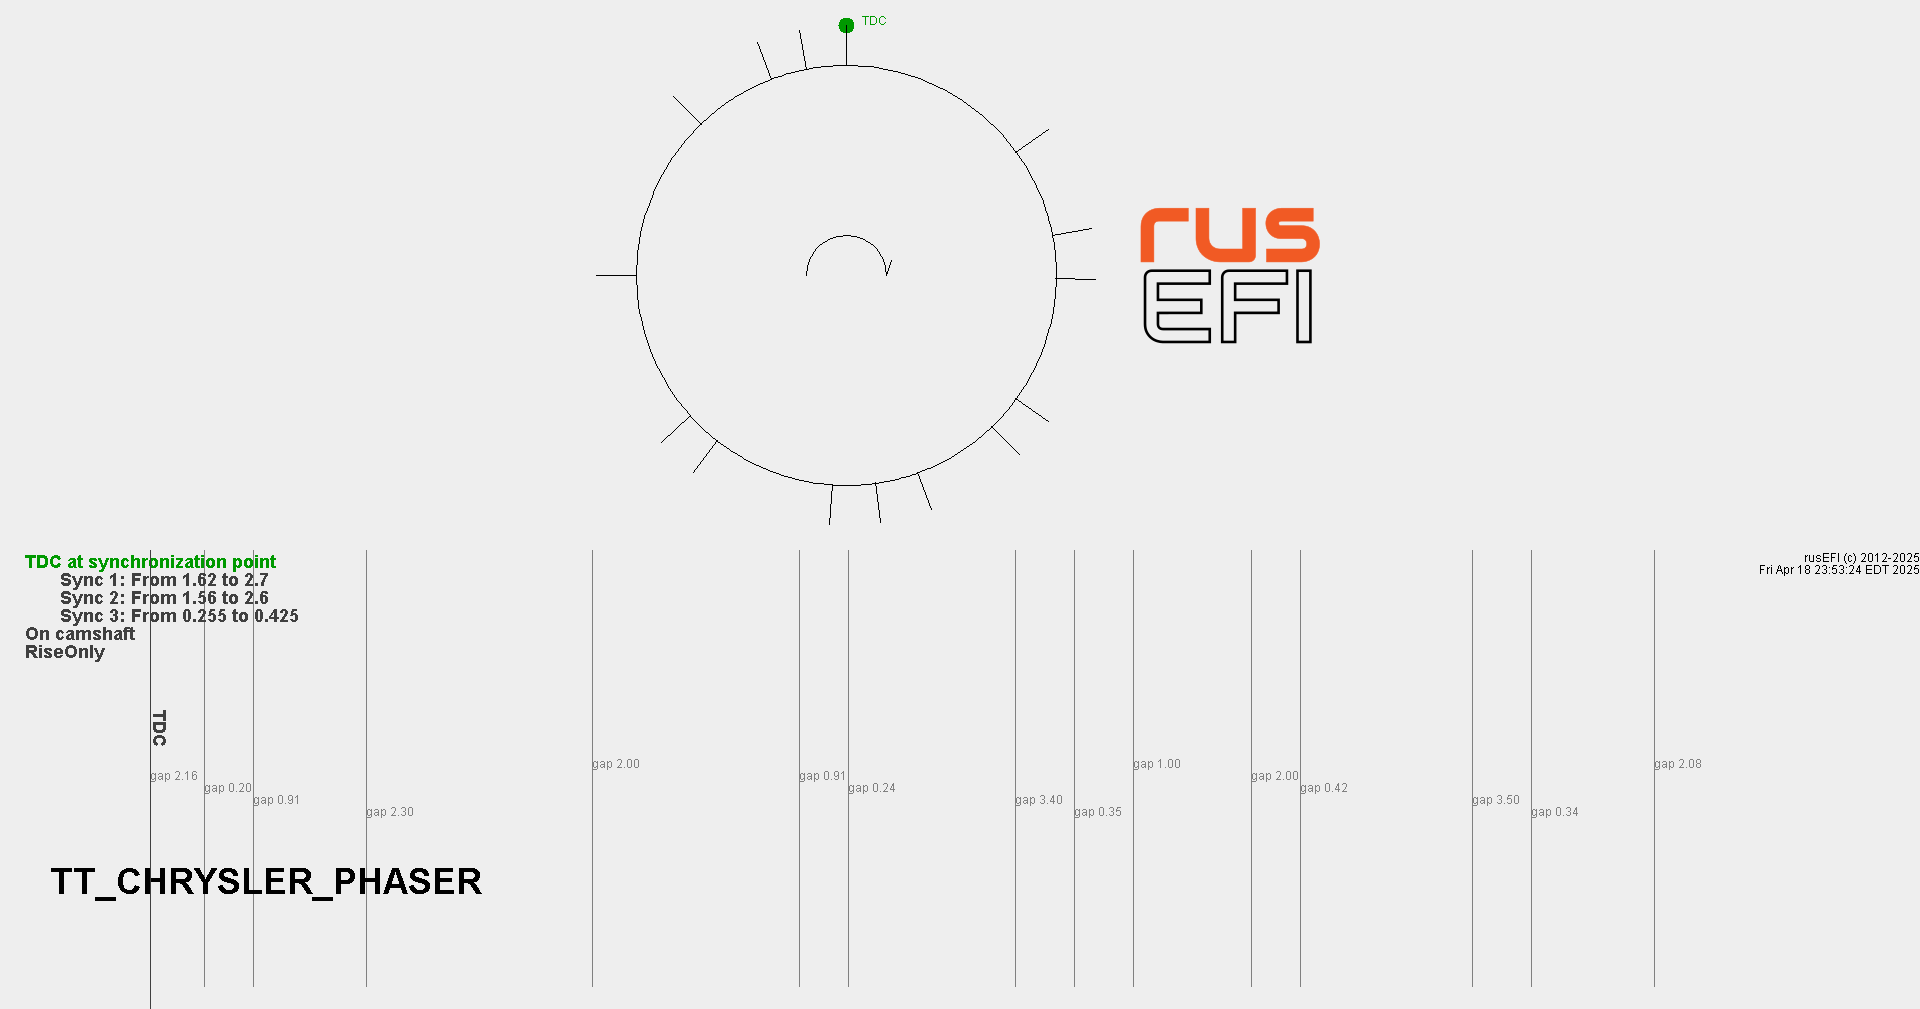 TDC
rus
EFI
TDC at synchronization point
Sync 1: From 1.62 to 2.7
Sync 2: From 1.56 to 2.6
Sync 3: From 0.255 to 0.425
On camshaft
RiseOnly
rusEFI (c) 2012-2025
Fri Apr 18 23:53:24 EDT 2025
TDC
gap 2.16
gap 0.20
gap 0.91
gap 2.30
gap 2.00
gap 0.91
gap 0.24
gap 3.40
gap 0.35
gap 1.00
gap 2.00
gap 0.42
gap 3.50
gap 0.34
gap 2.08
TT_CHRYSLER_PHASER